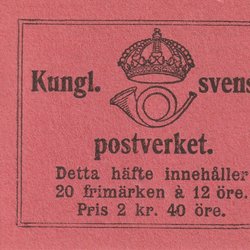 Kungl. svens
postverket.
Detta häfte innehåller
20 frimärken à 12 öre.
Pris 2 kr. 40 öre.